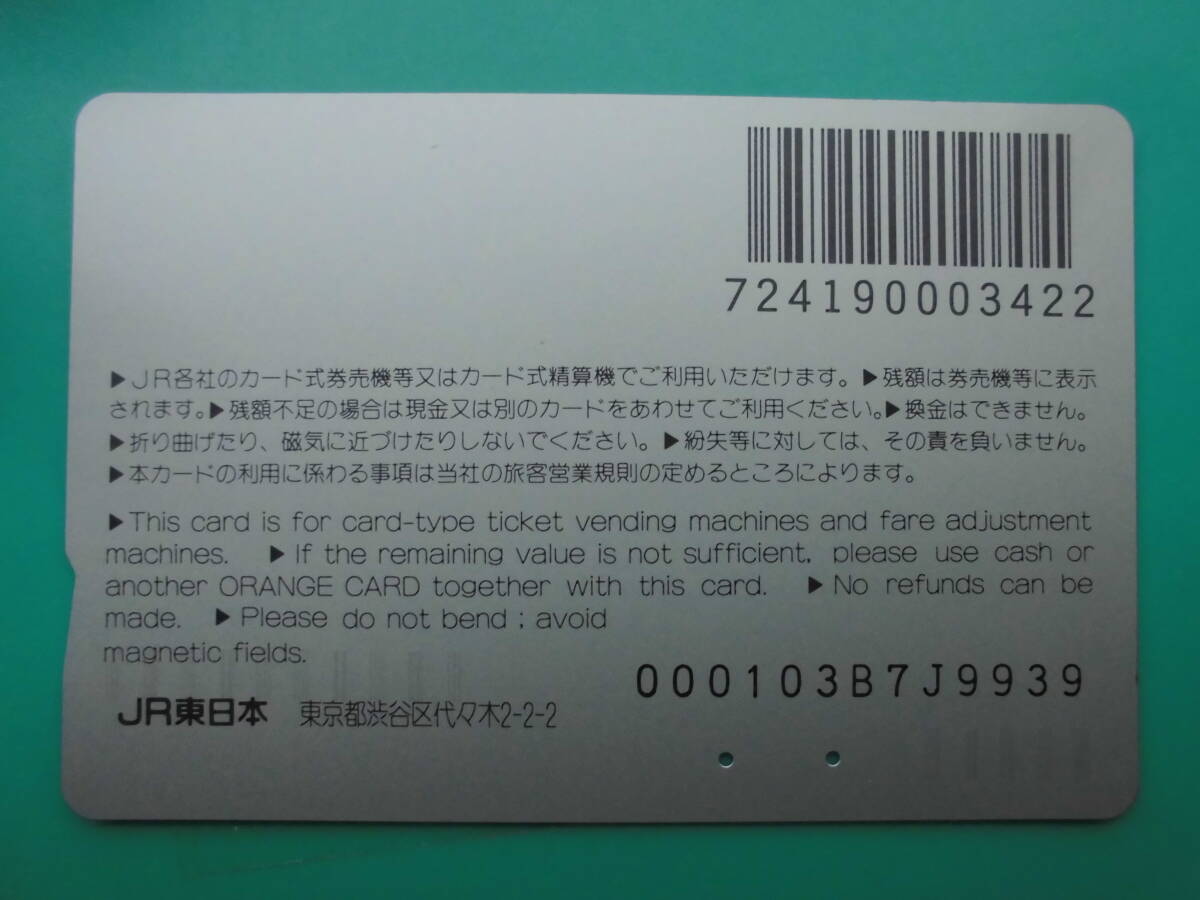 724190003422
▶JR各社のカード式券売機等又はカード式精算機でご利用いただけます。▶残額は券売機等に表示
されます。▶残額不足の場合は現金又は別のカードをあわせてご利用ください。▶換金はできません。
▶折り曲げたり、磁気に近づけたりしないでください。▶紛失等に対しては、その責を負いません。
▶本カードの利用に係わる事項は当社の旅客営業規則の定めるところによります。
▶This card is for card-type ticket vending machines and fare adjustment
machines. ▶If the remaining value is not sufficient, please use cash or
another ORANGE CARD together with this card. ▶No refunds can be
made. ▶Please do not bend ; avoid
magnetic fields.
000103B7J9939
JR東日本 東京都渋谷区代々木2-2-2